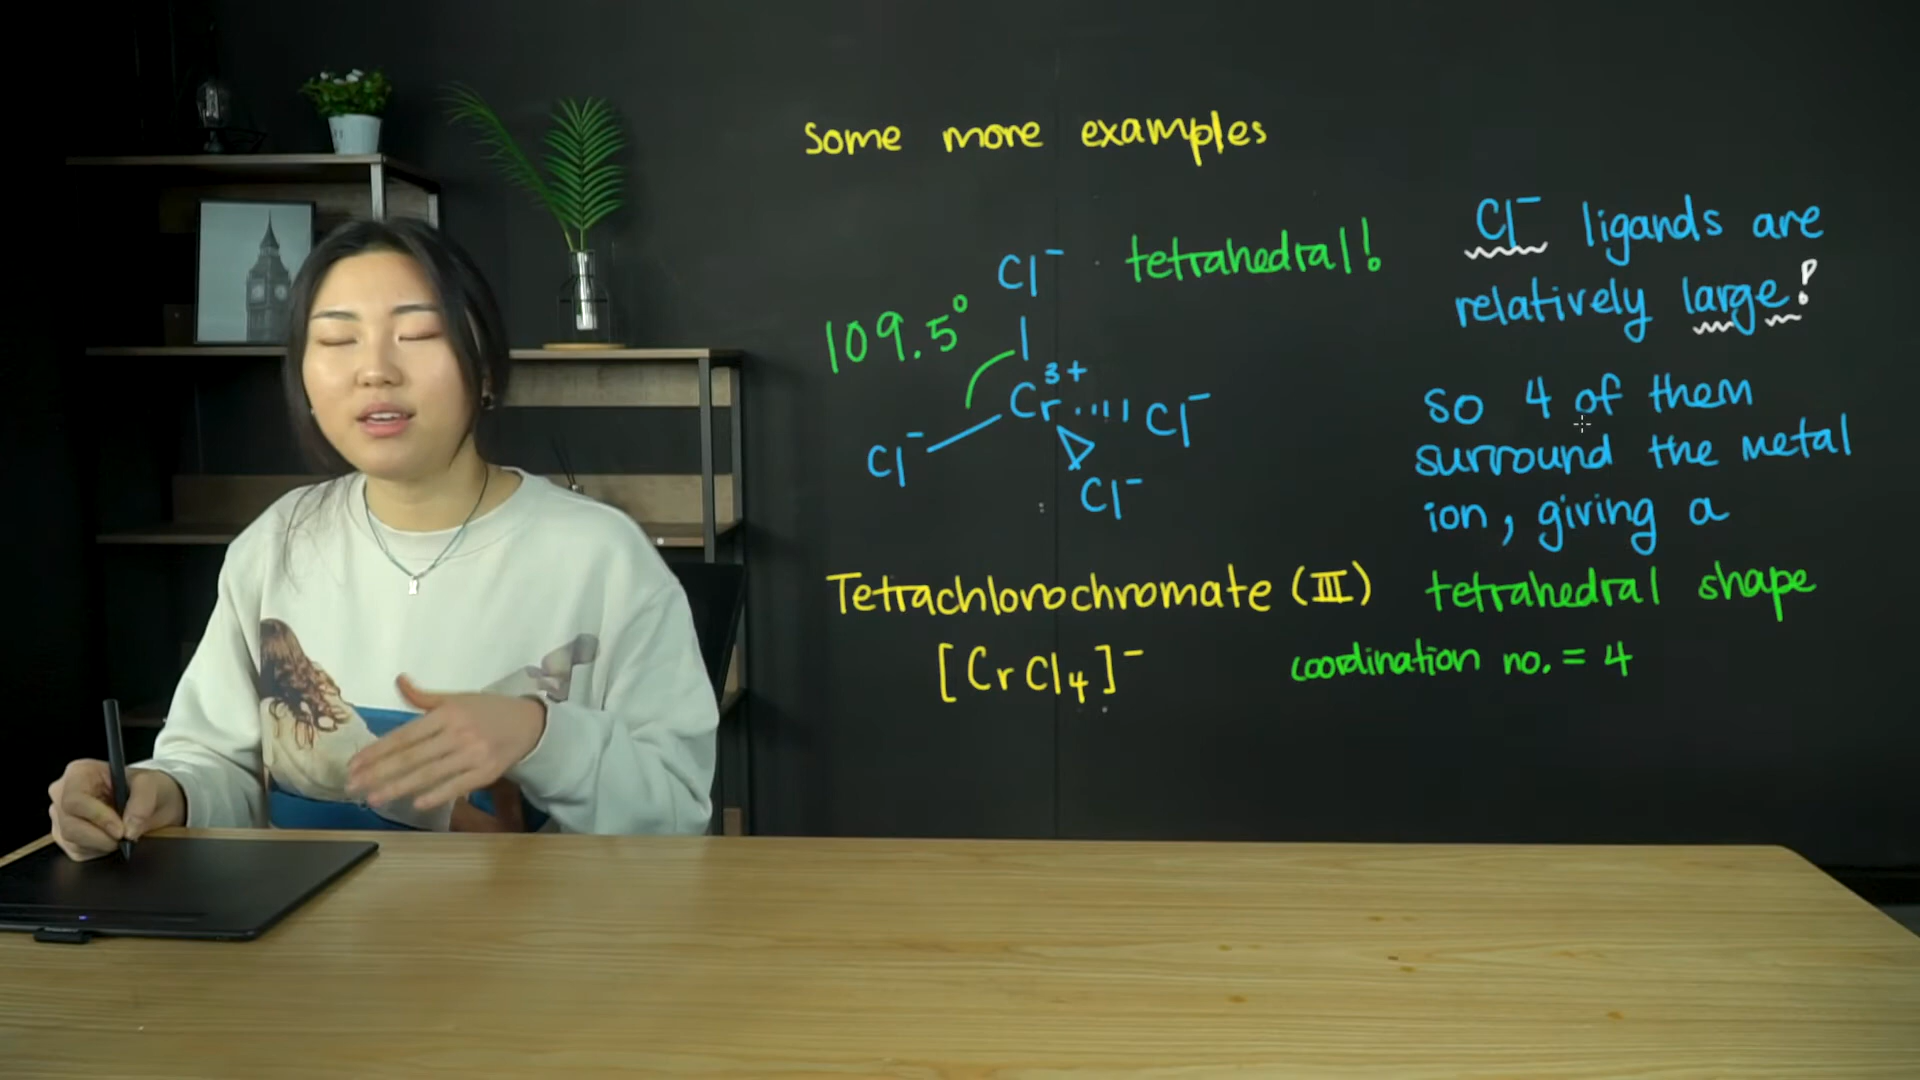 Some more examples
Cl⁻
tetrahedral!
109.5°
Cr³⁺
Cl⁻
Cl⁻
Cl⁻
Tetrachlorochromate (III)
[CrCl₄]⁻
Cl⁻ ligands are
relatively large!
so 4 of them
surround the metal
ion, giving a
tetrahedral shape
coordination no. = 4